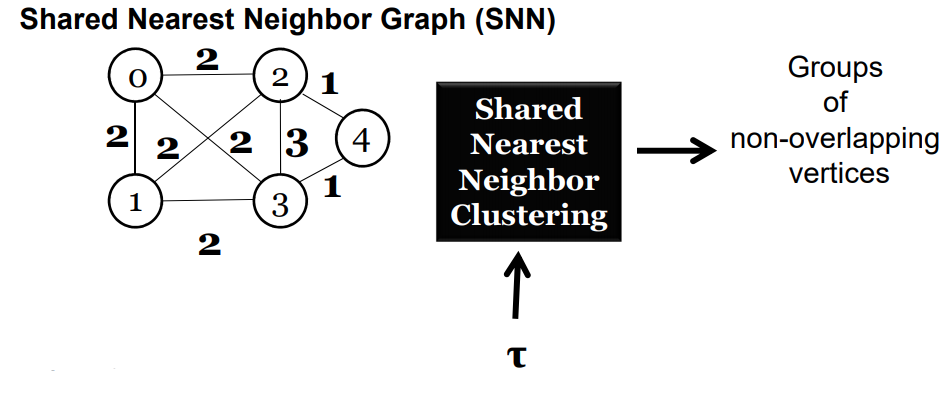 Shared Nearest Neighbor Graph (SNN)
2
0
2
1
2
2
2
3
4
1
1
3
2
Shared
Nearest
Neighbor
Clustering
Groups
of
non-overlapping
vertices
τ